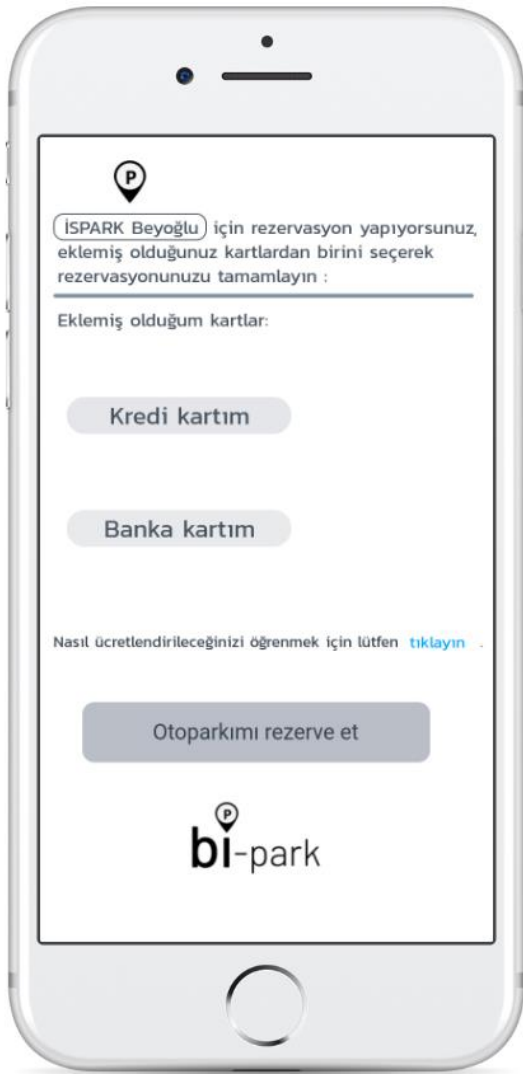 P
İSPARK Beyoğlu için rezervasyon yapıyorsunuz,
eklemiş olduğunuz kartlardan birini seçerek
rezervasyonunuzu tamamlayın :
Eklemiş olduğum kartlar:
Kredi kartım
Banka kartım
Nasıl ücretlendirileceğinizi öğrenmek için lütfen tıklayın .
Otoparkımı rezerve et
P
bi-park